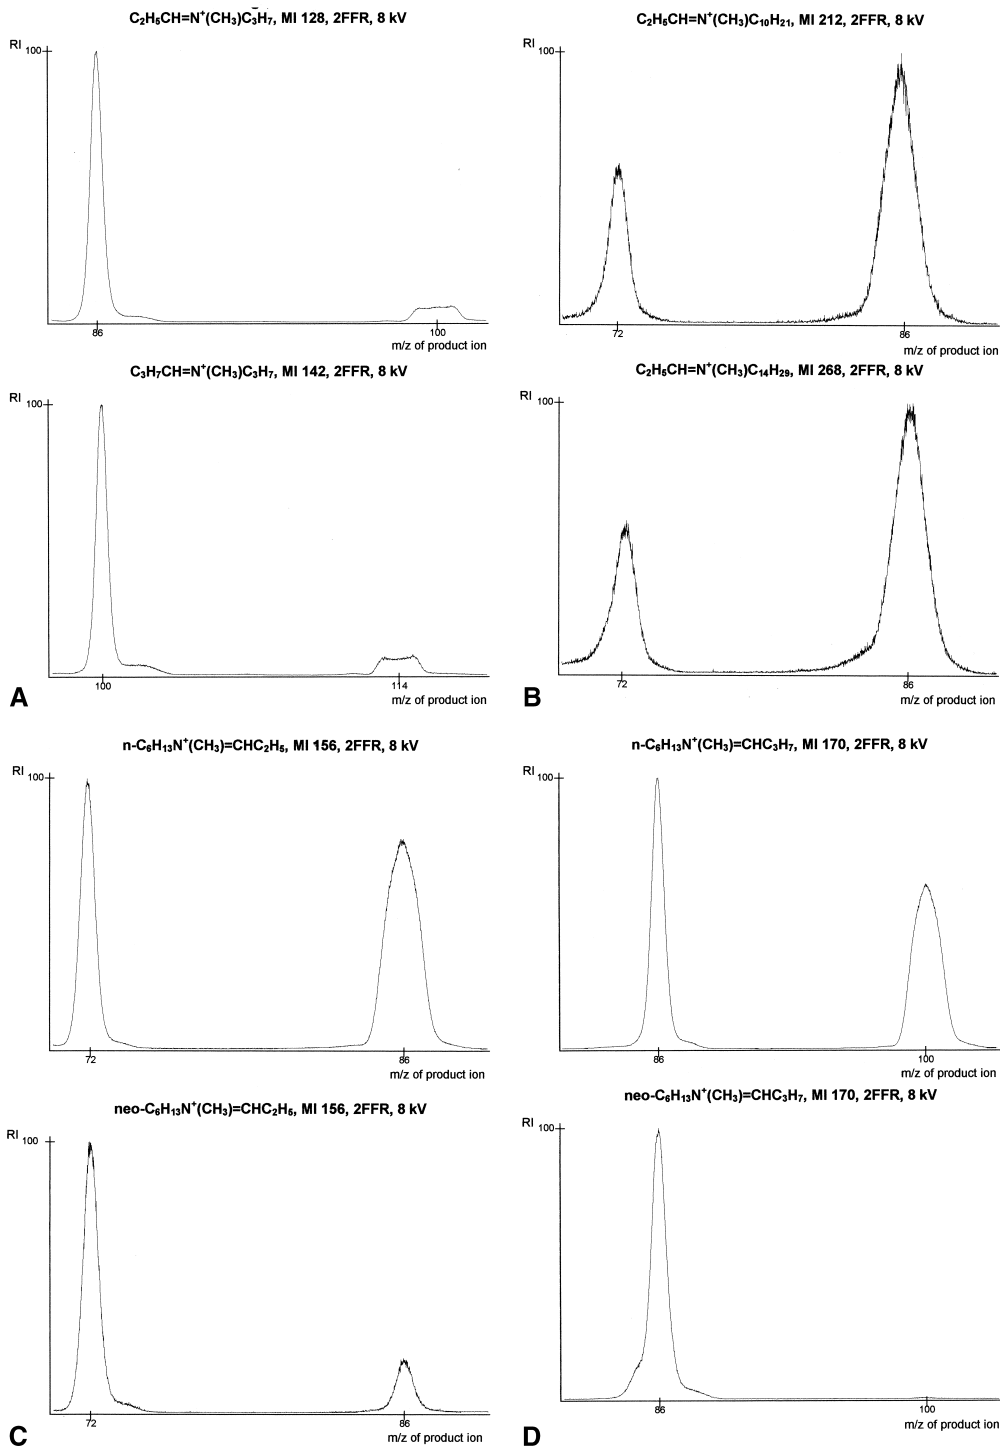 C₂H₅CH=N⁺(CH₃)C₃H₇, MI 128, 2FFR, 8 kV
RI 100
86 100
m/z of product ion
C₃H₇CH=N⁺(CH₃)C₃H₇, MI 142, 2FFR, 8 kV
RI 100
100 114
m/z of product ion
A
C₂H₅CH=N⁺(CH₃)C₁₀H₂₁, MI 212, 2FFR, 8 kV
RI 100
72 86
m/z of product ion
C₂H₅CH=N⁺(CH₃)C₁₄H₂₉, MI 268, 2FFR, 8 kV
RI 100
72 86
m/z of product ion
B
n-C₆H₁₃N⁺(CH₃)=CHC₂H₅, MI 156, 2FFR, 8 kV
RI 100
72 86
m/z of product ion
neo-C₆H₁₃N⁺(CH₃)=CHC₂H₅, MI 156, 2FFR, 8 kV
RI 100
72 86
m/z of product ion
C
n-C₆H₁₃N⁺(CH₃)=CHC₃H₇, MI 170, 2FFR, 8 kV
RI 100
86 100
m/z of product ion
neo-C₆H₁₃N⁺(CH₃)=CHC₃H₇, MI 170, 2FFR, 8 kV
RI 100
86 100
m/z of product ion
D